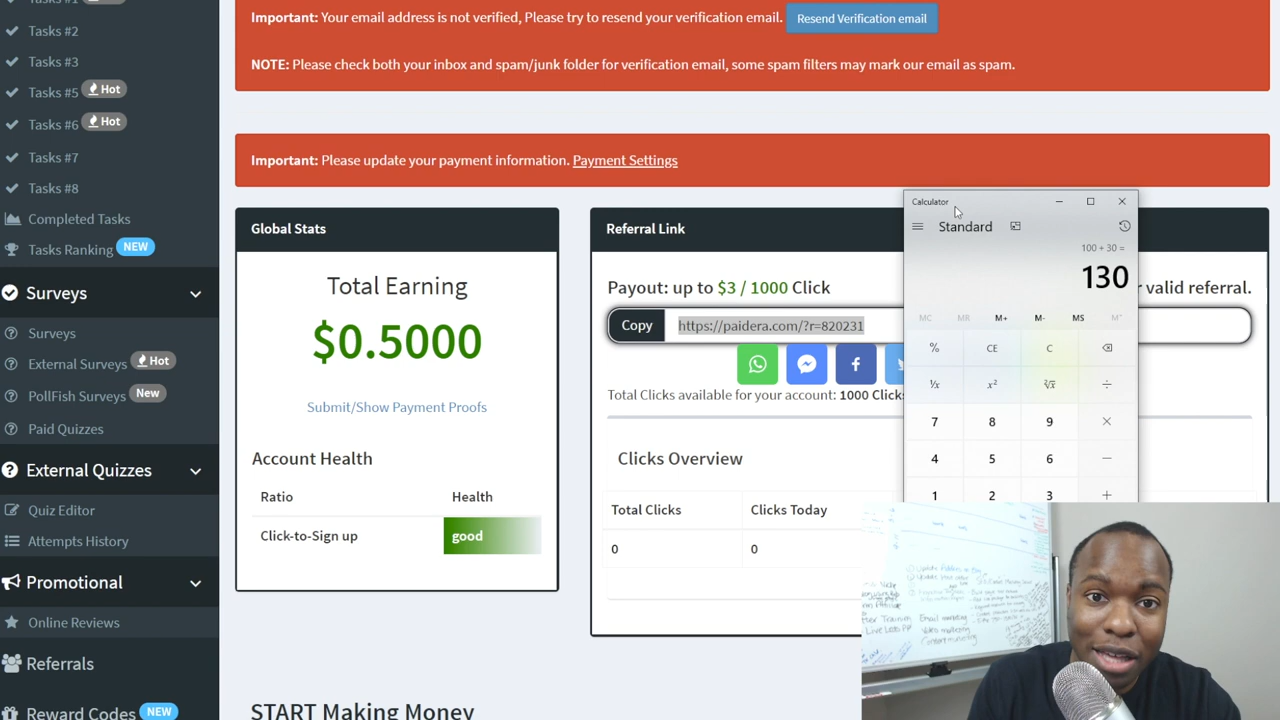 Tasks #1
Tasks #2
Tasks #3
Tasks #5 Hot
Tasks #6 Hot
Tasks #7
Tasks #8
Completed Tasks
Tasks Ranking NEW
Surveys
Surveys
External Surveys Hot
PollFish Surveys New
Paid Quizzes
External Quizzes
Quiz Editor
Attempts History
Promotional
Online Reviews
Referrals
Reward Codes NEW
Important: Your email address is not verified, Please try to resend your verification email. Resend Verification email
NOTE: Please check both your inbox and spam/junk folder for verification email, some spam filters may mark our email as spam.
Important: Please update your payment information. Payment Settings
Global Stats
Total Earning
$0.5000
Submit/Show Payment Proofs
Account Health
Ratio Health
Click-to-Sign up good
Referral Link
Payout: up to $3 / 1000 Click
valid referral.
Copy https://paidera.com/?r=820231
Total Clicks available for your account: 1000 Clicks
Clicks Overview
Total Clicks Clicks Today
0 0
START Making Money
Calculator
Standard
100 + 30 =
130
MC MR M+ M- MS M˅
% CE C
¹/x x² ²√x ÷
7 8 9 ×
4 5 6 −
1 2 3 +
Email marketing
Video marketing
Content marketing